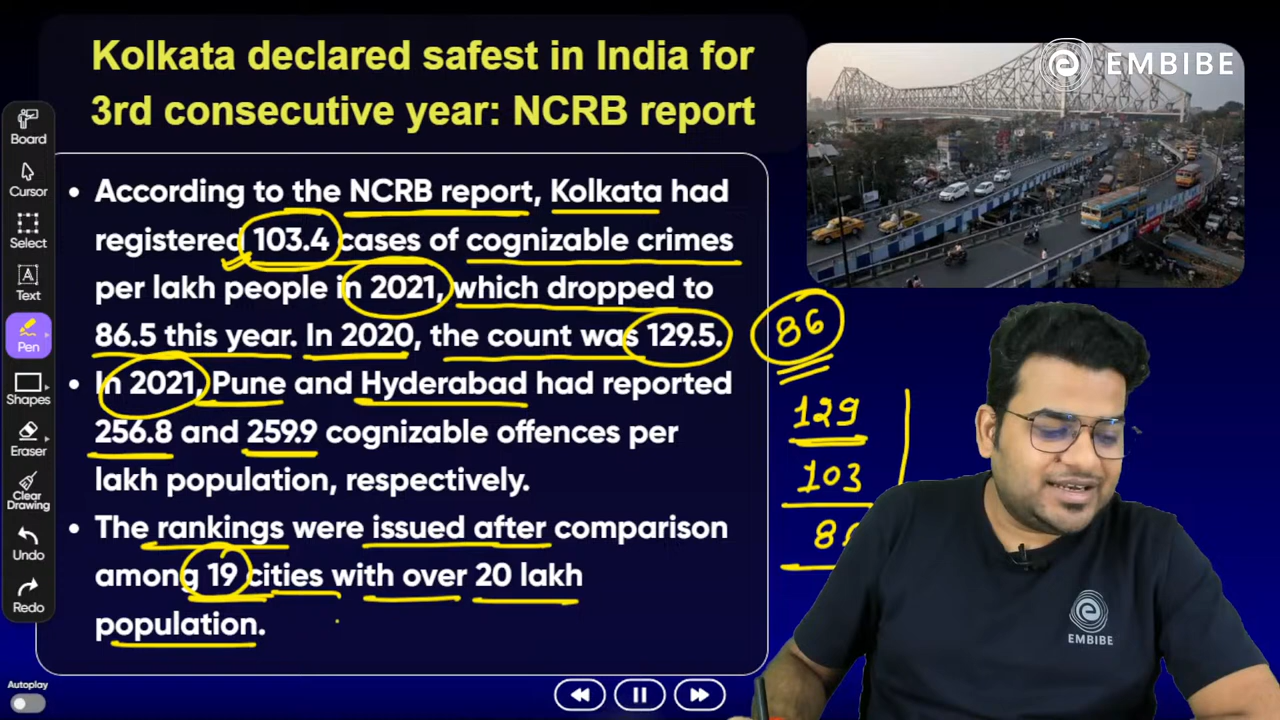 Kolkata declared safest in India for
3rd consecutive year: NCRB report
EMBIBE
Board
Cursor
Select
Text
Pen
Shapes
Eraser
Clear
Drawing
Undo
Redo
• According to the NCRB report, Kolkata had
registered 103.4 cases of cognizable crimes
per lakh people in 2021, which dropped to
86.5 this year. In 2020, the count was 129.5.
• In 2021, Pune and Hyderabad had reported
256.8 and 259.9 cognizable offences per
lakh population, respectively.
• The rankings were issued after comparison
among 19 cities with over 20 lakh
population.
86
129
103
EMBIBE
Autoplay